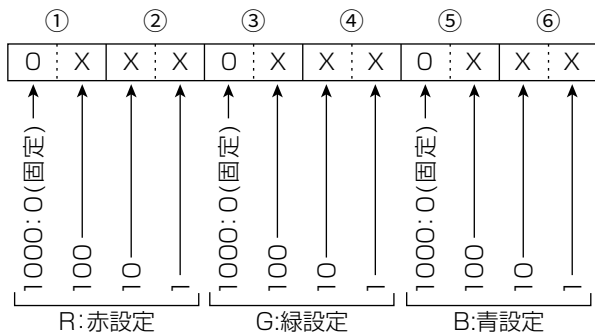 ① ② ③ ④ ⑤ ⑥
0 X X X 0 X X X 0 X X X
1000:0(固定) 100 10 1 1000:0(固定) 100 10 1 1000:0(固定) 100 10 1
R:赤設定 G:緑設定 B:青設定